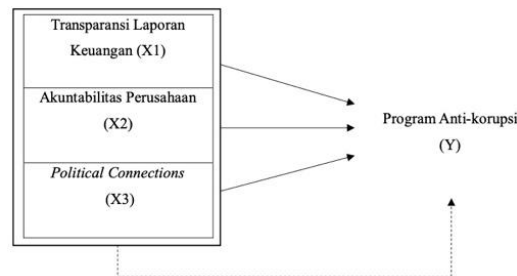 Transparansi Laporan
Keuangan (X1)
Akuntabilitas Perusahaan
(X2)
Political Connections
(X3)
Program Anti-korupsi
(Y)